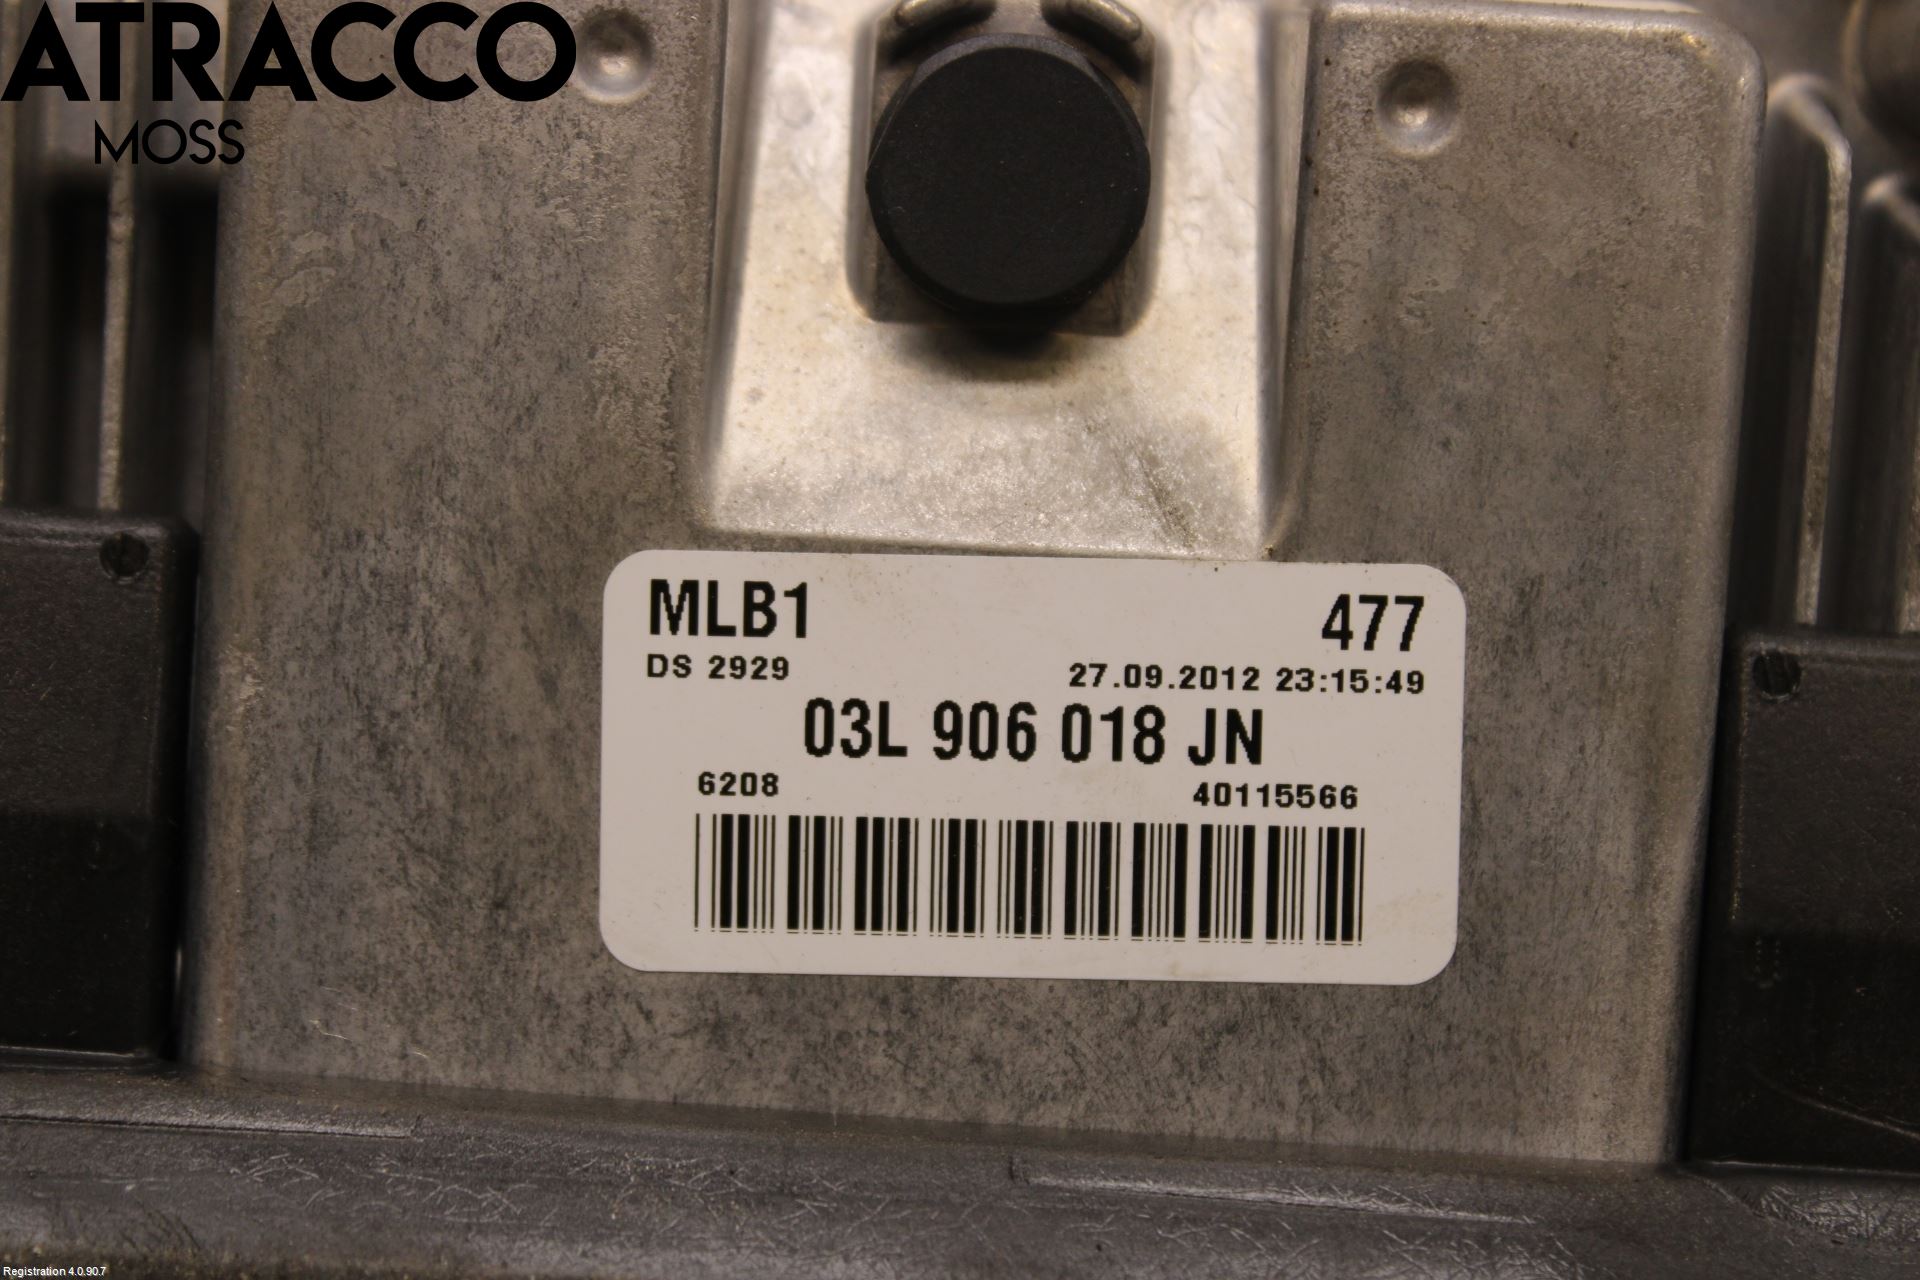 ATRACCO
MOSS
MLB1 477
DS 2929 27.09.2012 23:15:49
03L 906 018 JN
6208 40115566
Registration 4.0.90.7